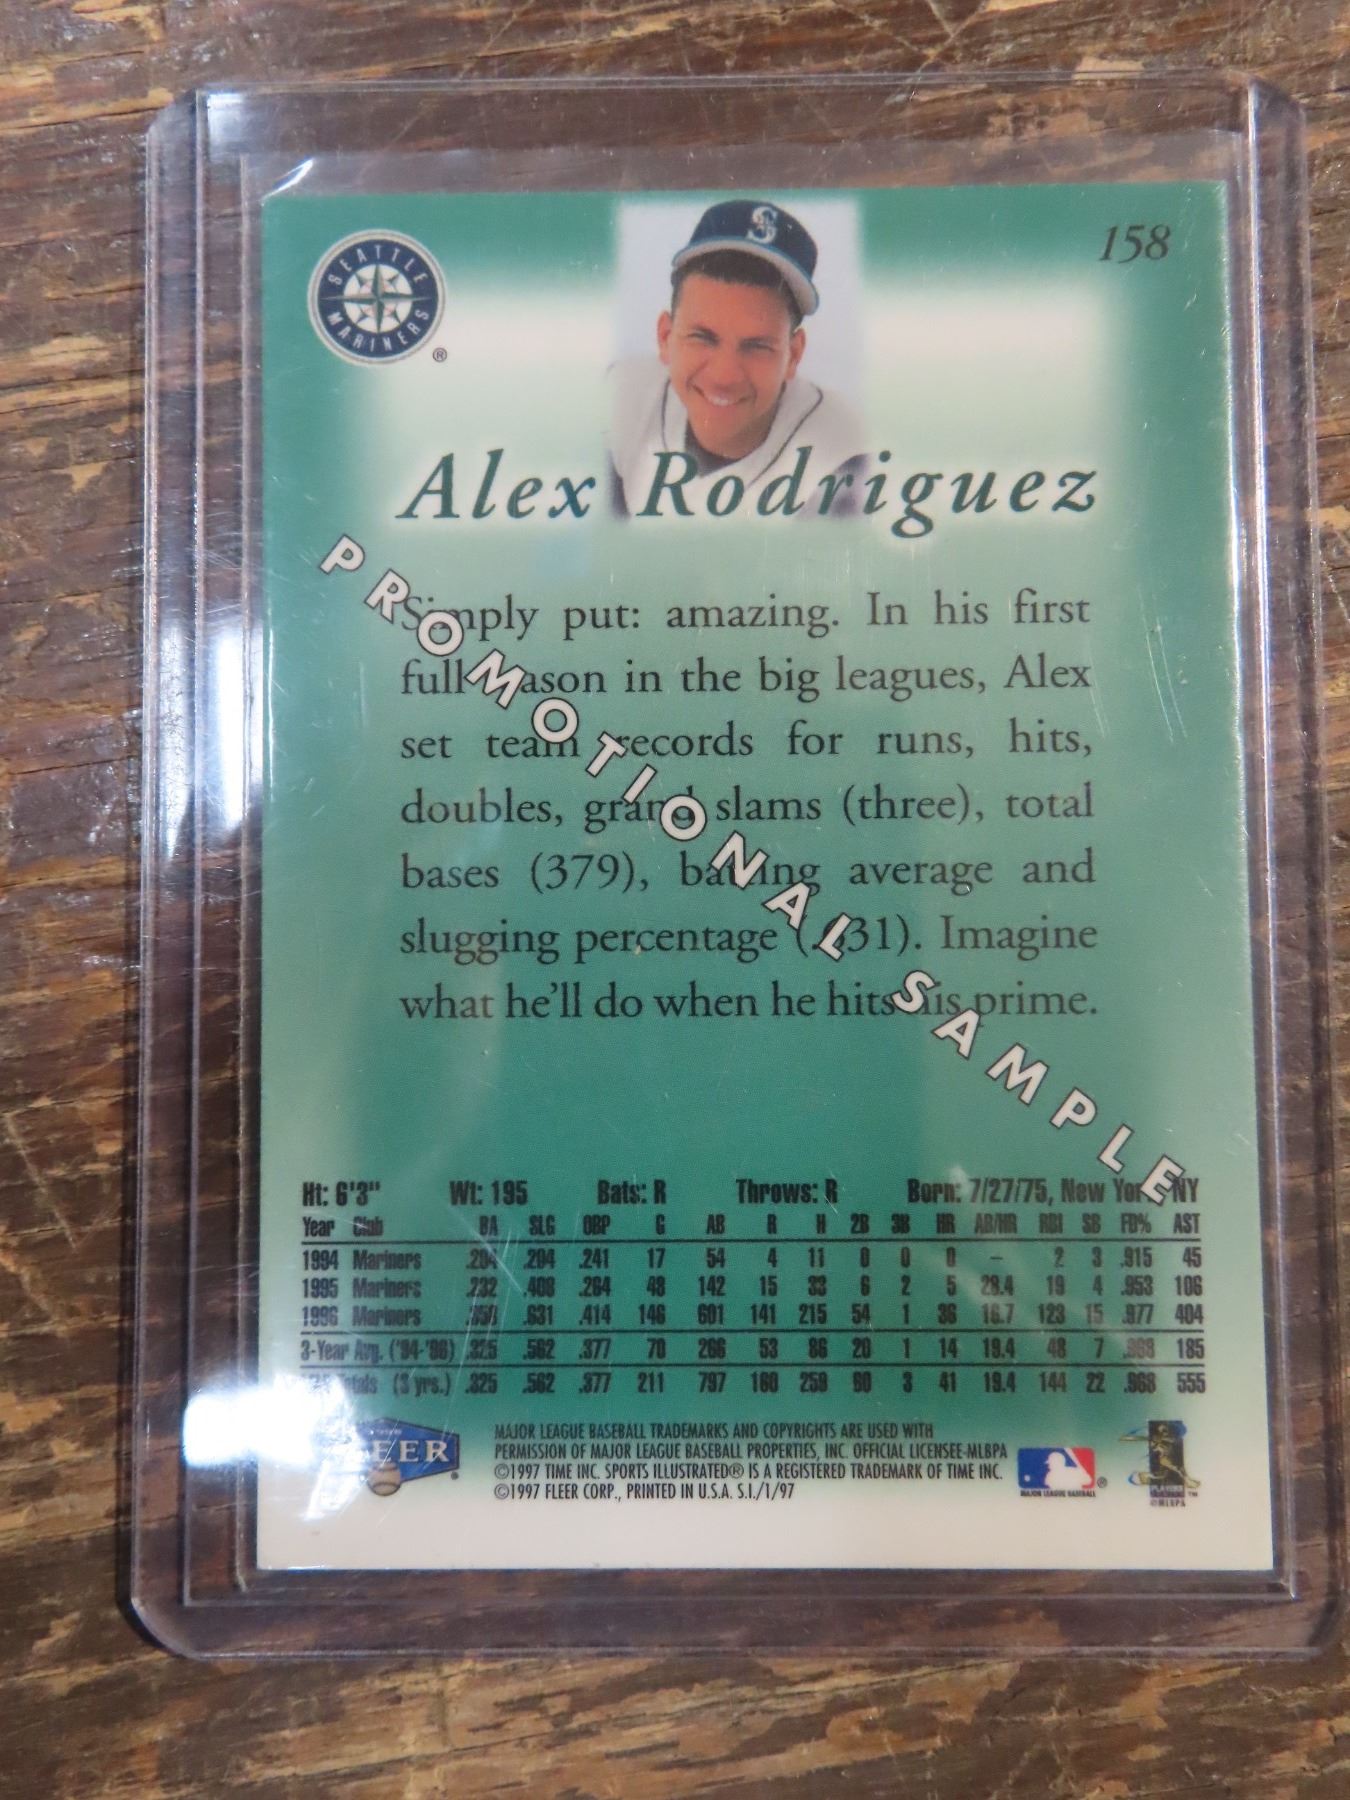 SEATTLE
MARINERS
®
S
158
Alex Rodriguez
PROMOTIONAL SAMPLE
Simply put: amazing. In his first
full season in the big leagues, Alex
set team records for runs, hits,
doubles, grand slams (three), total
bases (379), batting average and
slugging percentage (.631). Imagine
what he'll do when he hits his prime.
Ht: 6'3" Wt: 195 Bats: R Throws: R Born: 7/27/75, New York, NY
Year Club BA SLG OBP G AB R H 2B 3B HR AB/HR RBI SB FD% AST
1994 Mariners .204 .204 .241 17 54 4 11 0 0 0 – 2 3 .915 45
1995 Mariners .232 .408 .264 48 142 15 33 6 2 5 28.4 19 4 .953 106
1996 Mariners .358 .631 .414 146 601 141 215 54 1 36 16.7 123 15 .977 404
3-Year Avg. ('94-'96) .325 .562 .377 70 266 53 86 20 1 14 19.4 48 7 .968 185
Totals (3 yrs.) .325 .562 .377 211 797 160 259 60 3 41 19.4 144 22 .968 555
FLEER
MAJOR LEAGUE BASEBALL TRADEMARKS AND COPYRIGHTS ARE USED WITH
PERMISSION OF MAJOR LEAGUE BASEBALL PROPERTIES, INC. OFFICIAL LICENSEE-MLBPA
©1997 TIME INC. SPORTS ILLUSTRATED® IS A REGISTERED TRADEMARK OF TIME INC.
©1997 FLEER CORP., PRINTED IN U.S.A. S.I./1/97
MAJOR LEAGUE BASEBALL
®
PLAYERS
™
©MLBPA